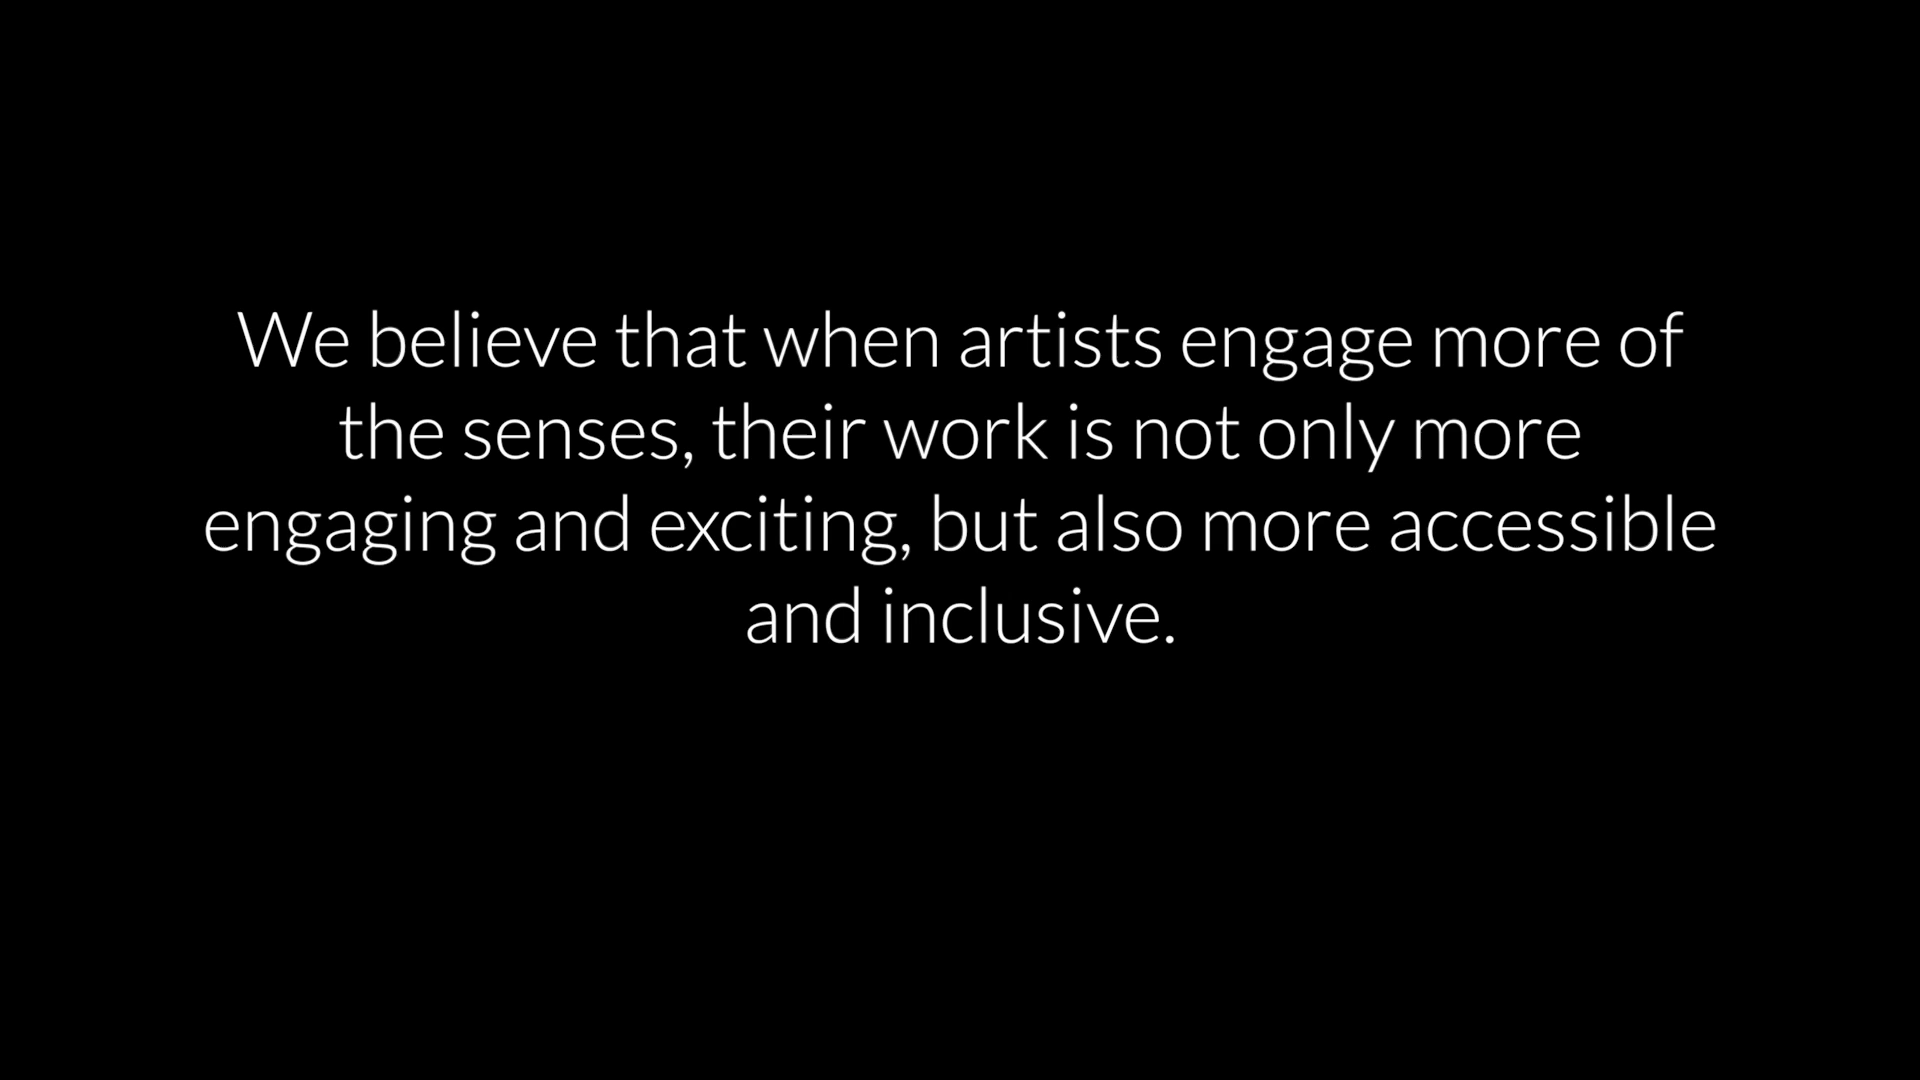 We believe that when artists engage more of
the senses, their work is not only more
engaging and exciting, but also more accessible
and inclusive.